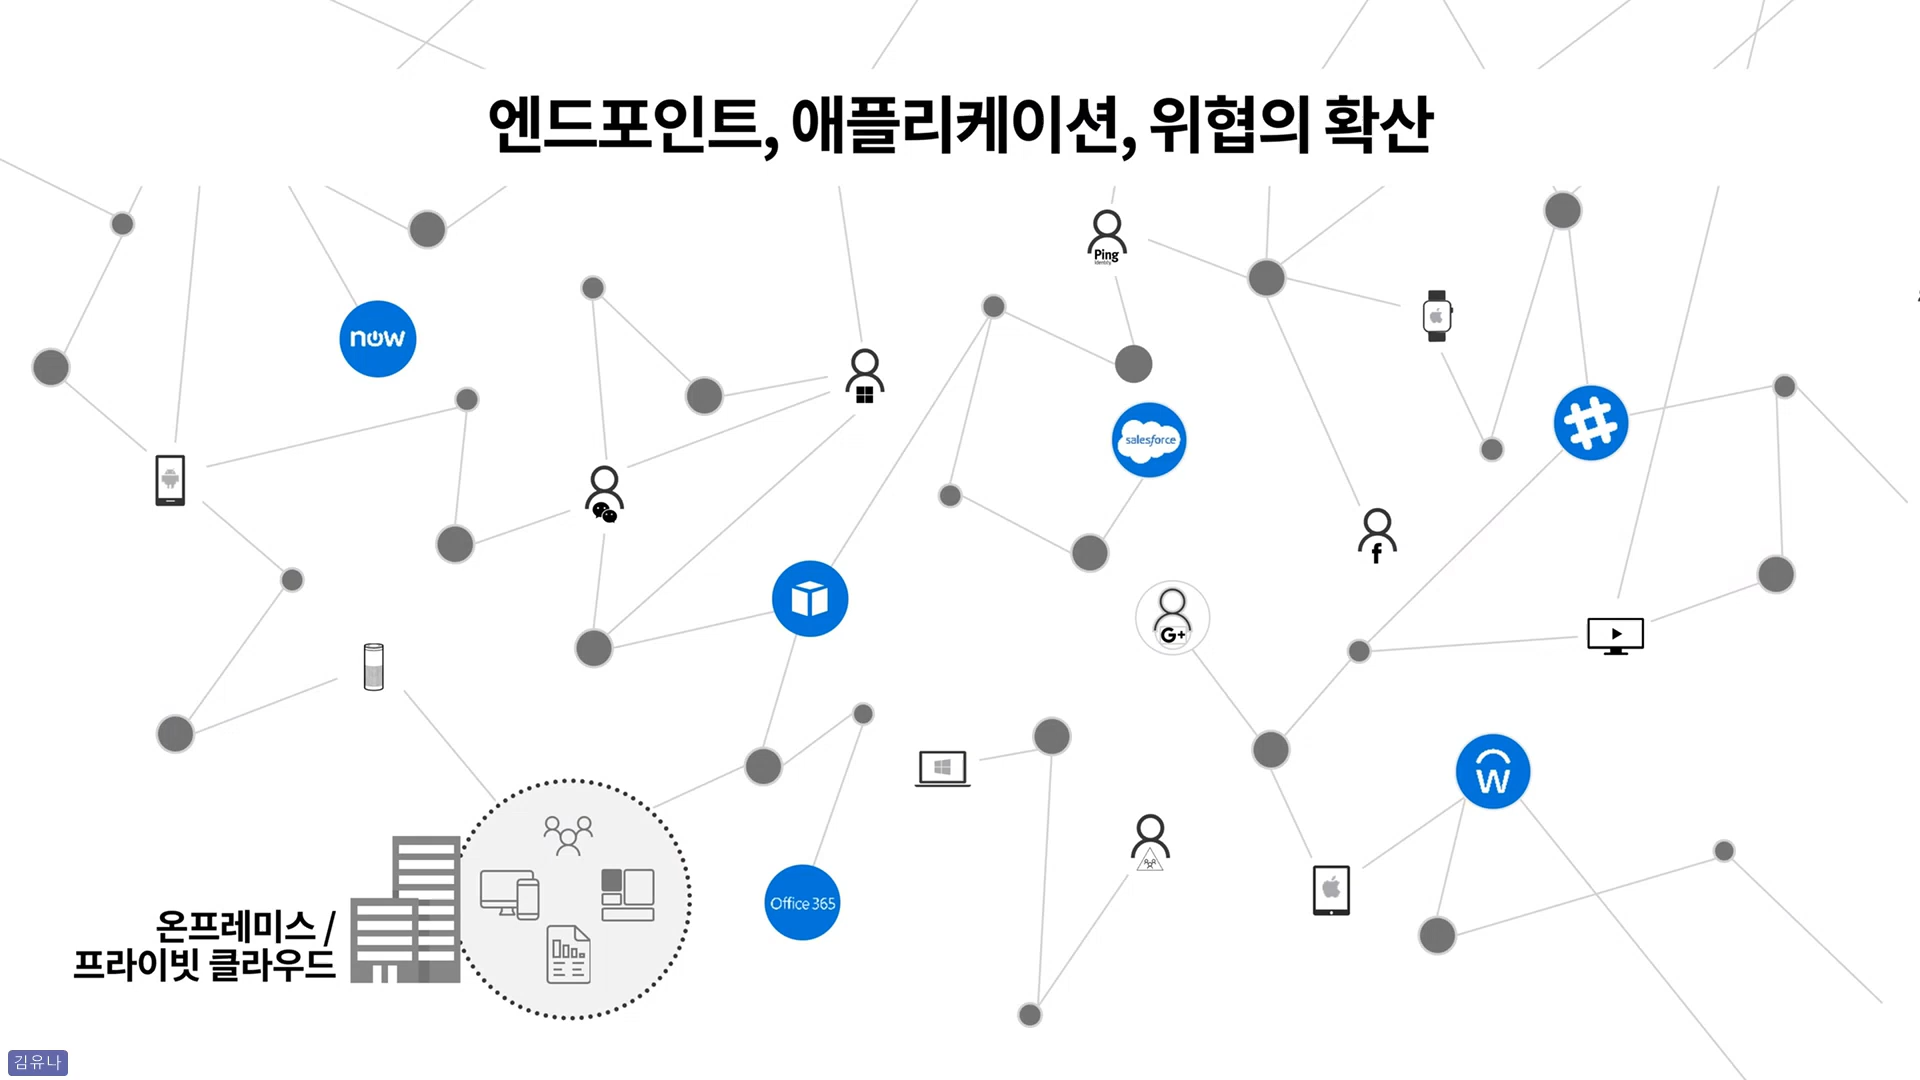 엔드포인트, 애플리케이션, 위협의 확산
Ping
Identity
now
salesforce
f
G+
W
Office 365
온프레미스 /
프라이빗 클라우드
김유나